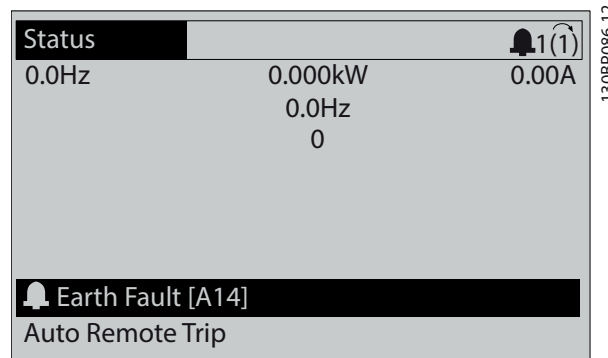 Status 1(1)
0.0Hz 0.000kW 0.00A
0.0Hz
0
Earth Fault [A14]
Auto Remote Trip
130BP086.12